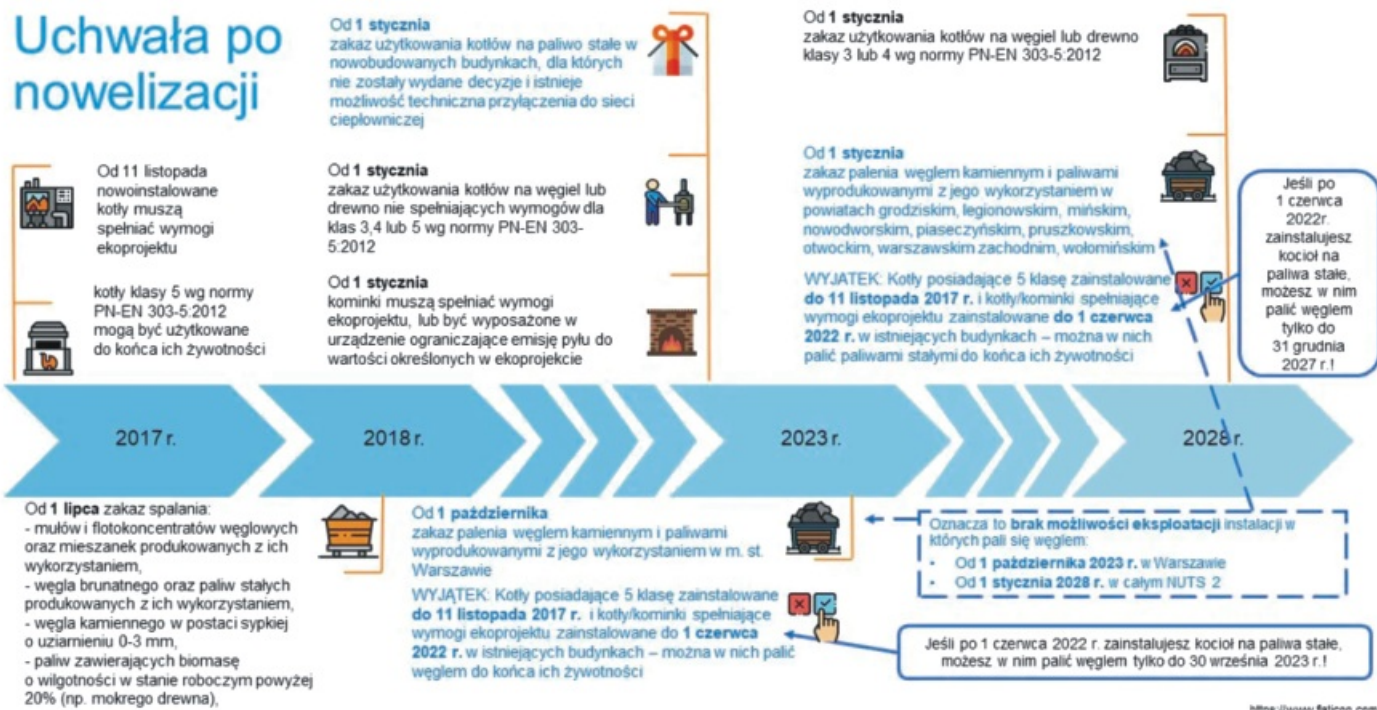 Uchwała po
nowelizacji
Od 11 listopada
nowoinstalowane
kotły muszą
spełniać wymogi
ekoprojektu
kotły klasy 5 wg normy
PN-EN 303-5:2012
mogą być użytkowane
do końca ich żywotności
Od 1 stycznia
zakaz użytkowania kotłów na paliwo stałe w
nowobudowanych budynkach, dla których
nie zostały wydane decyzje i istnieje
możliwość techniczna przyłączenia do sieci
ciepłowniczej
Od 1 stycznia
zakaz użytkowania kotłów na węgiel lub
drewno nie spełniających wymogów dla
klas 3,4 lub 5 wg normy PN-EN 303-
5:2012
Od 1 stycznia
kominki muszą spełniać wymogi
ekoprojektu, lub być wyposażone w
urządzenie ograniczające emisję pyłu do
wartości określonych w ekoprojekcie
Od 1 stycznia
zakaz użytkowania kotłów na węgiel lub drewno
klasy 3 lub 4 wg normy PN-EN 303-5:2012
Od 1 stycznia
zakaz palenia węglem kamiennym i paliwami
wyprodukowanymi z jego wykorzystaniem w
powiatach grodziskim, legionowskim, mińskim,
nowodworskim, piaseczyńskim, pruszkowskim,
otwockim, warszawskim zachodnim, wołomińskim
WYJATEK: Kotły posiadające 5 klasę zainstalowane
do 11 listopada 2017 r. i kotły/kominki spełniające
wymogi ekoprojektu zainstalowane do 1 czerwca
2022 r. w istniejących budynkach – można w nich
palić paliwami stałymi do końca ich żywotności
Jeśli po
1 czerwca
2022r.
zainstalujesz
kocioł na
paliwa stałe,
możesz w nim
palić węglem
tylko do
31 grudnia
2027 r.!
2017 r.
2018 r.
2023 r.
2028 r.
Od 1 lipca zakaz spalania:
- mułów i flotokoncentratów węglowych
oraz mieszanek produkowanych z ich
wykorzystaniem,
- węgla brunatnego oraz paliw stałych
produkowanych z ich wykorzystaniem,
- węgla kamiennego w postaci sypkiej
o uziarnieniu 0-3 mm,
- paliw zawierających biomasę
o wilgotności w stanie roboczym powyżej
20% (np. mokrego drewna),
Od 1 października
zakaz palenia węglem kamiennym i paliwami
wyprodukowanymi z jego wykorzystaniem w m. st.
Warszawie
WYJĄTEK: Kotły posiadające 5 klasę zainstalowane
do 11 listopada 2017 r. i kotły/kominki spełniające
wymogi ekoprojektu zainstalowane do 1 czerwca
2022 r. w istniejących budynkach – można w nich palić
węglem do końca ich żywotności
Oznacza to brak możliwości eksploatacji instalacji w
których pali się węglem:
• Od 1 października 2023 r. w Warszawie
• Od 1 stycznia 2028 r. w całym NUTS 2
Jeśli po 1 czerwca 2022 r. zainstalujesz kocioł na paliwa stałe,
możesz w nim palić węglem tylko do 30 września 2023 r.!